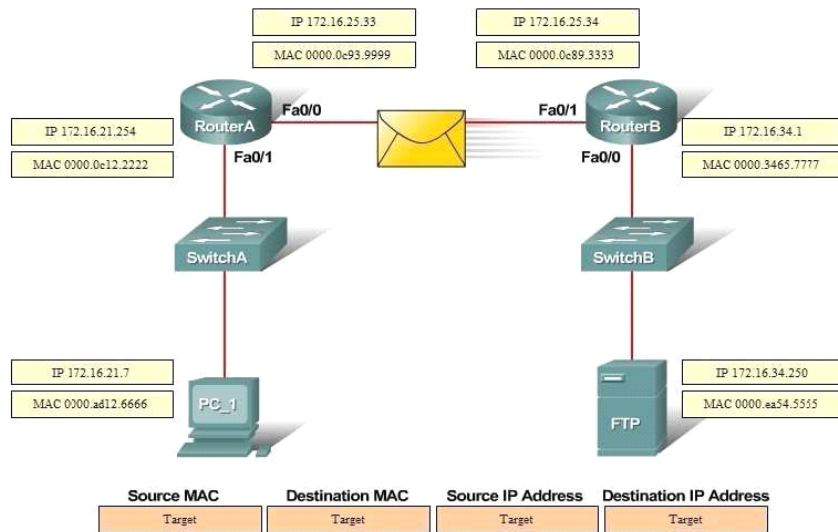 IP 172.16.25.33
IP 172.16.25.34
MAC 0000.0c93.9999
MAC 0000.0c89.3333
Fa0/0
Fa0/1
RouterA
RouterB
IP 172.16.21.254
Fa0/1
Fa0/0
IP 172.16.34.1
MAC 0000.0c12.2222
MAC 0000.3465.7777
SwitchA
SwitchB
IP 172.16.21.7
IP 172.16.34.250
MAC 0000.ad12.6666
PC_1
MAC 0000.ea54.5555
FTP
Source MAC Destination MAC Source IP Address Destination IP Address
Target Target Target Target